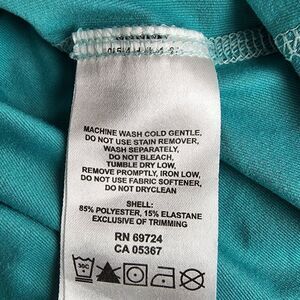 MACHINE WASH COLD GENTLE,
DO NOT USE STAIN REMOVER,
WASH SEPARATELY,
DO NOT BLEACH,
TUMBLE DRY LOW,
REMOVE PROMPTLY, IRON LOW,
DO NOT USE FABRIC SOFTENER,
DO NOT DRYCLEAN
SHELL:
85% POLYESTER, 15% ELASTANE
EXCLUSIVE OF TRIMMING
RN 69724
CA 05367